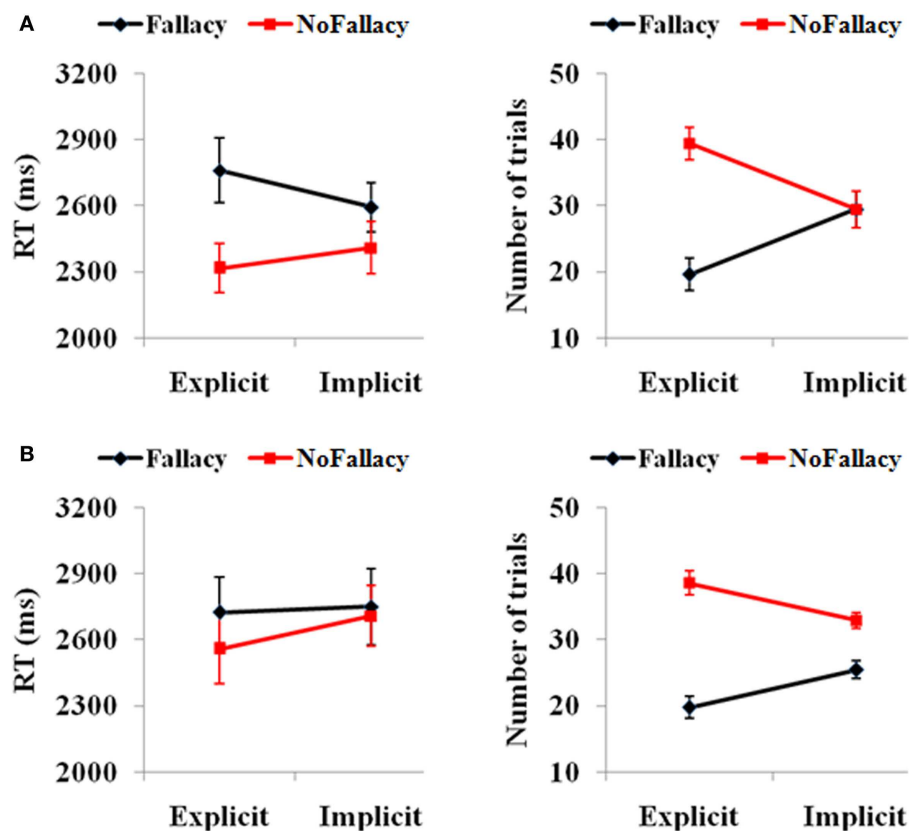 A
Fallacy NoFallacy
RT (ms)
3200
2900
2600
2300
2000
Explicit Implicit
Fallacy NoFallacy
Number of trials
50
40
30
20
10
Explicit Implicit
B
Fallacy NoFallacy
RT (ms)
3200
2900
2600
2300
2000
Explicit Implicit
Fallacy NoFallacy
Number of trials
50
40
30
20
10
Explicit Implicit